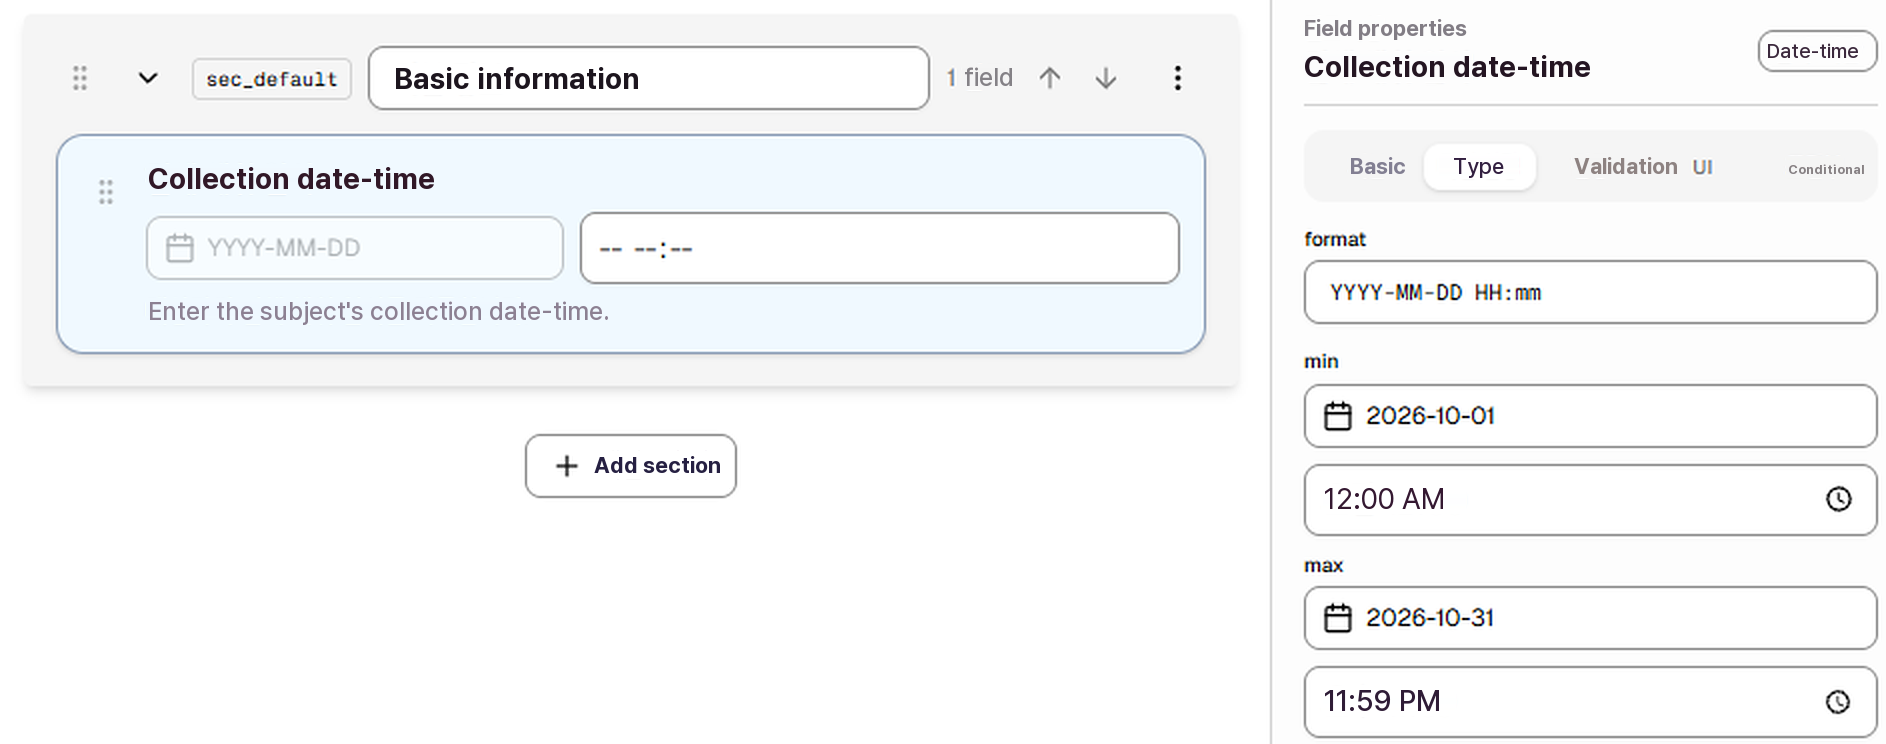 sec_default Basic information 1 field
Collection date-time
YYYY-MM-DD -- --:--
Enter the subject's collection date-time.
+ Add section
Field properties
Collection date-time Date-time
Basic Type Validation UI Conditional
format
YYYY-MM-DD HH:mm
min
2026-10-01
12:00 AM
max
2026-10-31
11:59 PM